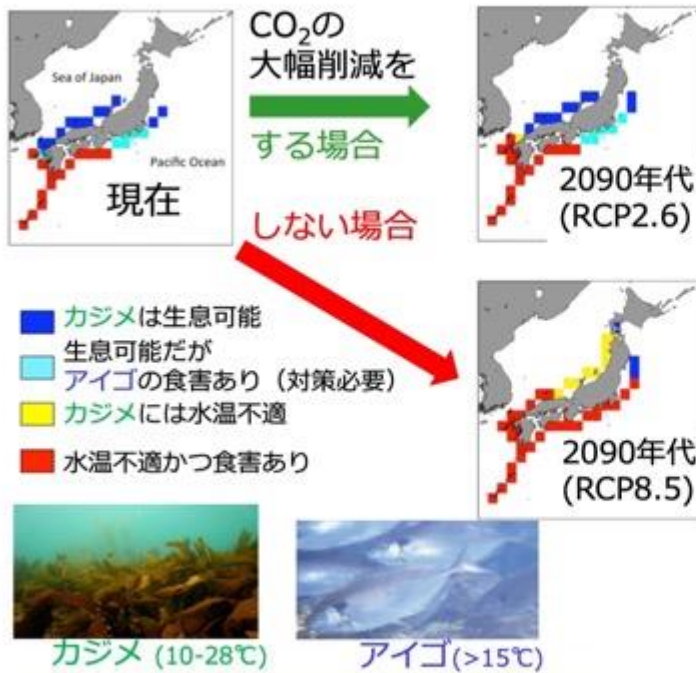 Sea of Japan
Pacific Ocean
現在
CO₂の
大幅削減を
する場合
しない場合
2090年代
(RCP2.6)
2090年代
(RCP8.5)
カジメは生息可能
生息可能だが
アイゴの食害あり（対策必要）
カジメには水温不適
水温不適かつ食害あり
カジメ (10-28℃)
アイゴ(>15℃)